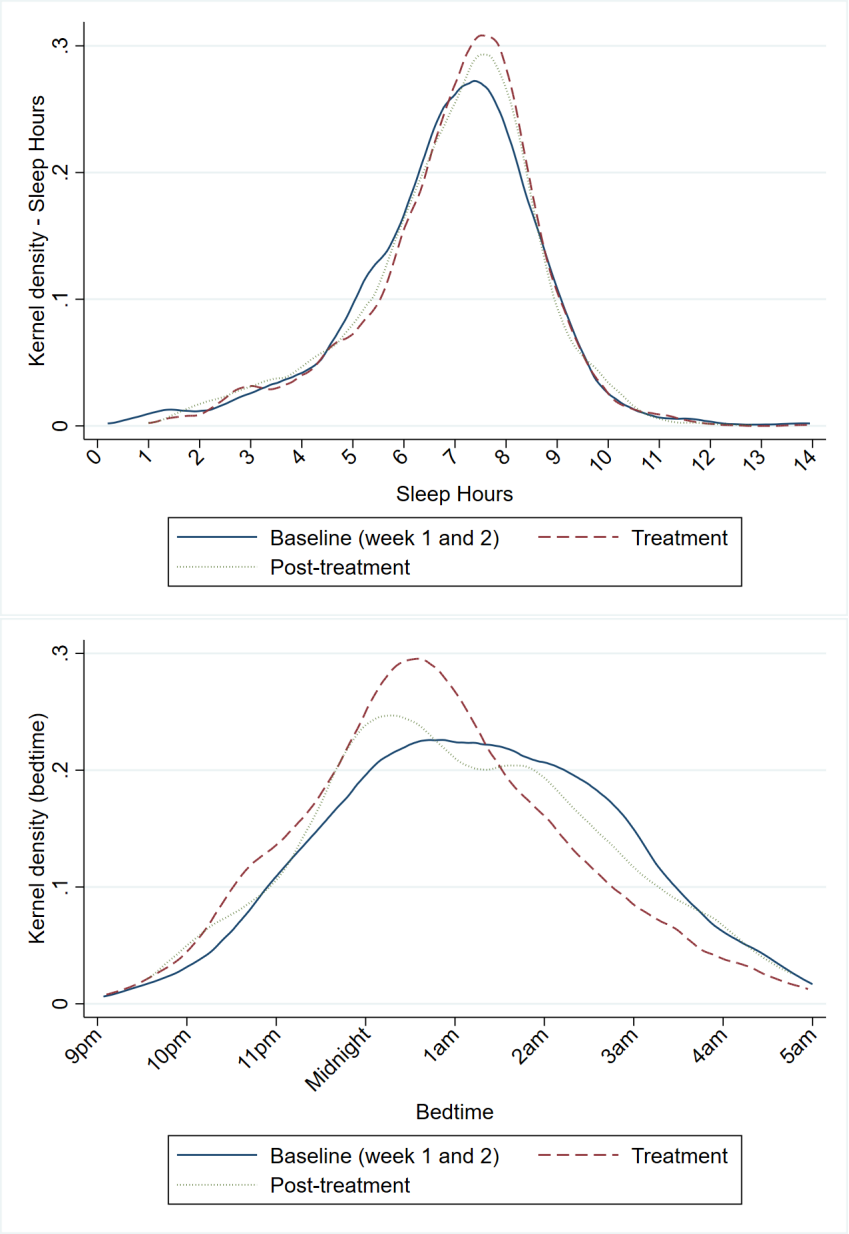 Kernel density - Sleep Hours
.3
.2
.1
0
0 1 2 3 4 5 6 7 8 9 10 11 12 13 14
Sleep Hours
Baseline (week 1 and 2) Treatment
Post-treatment
Kernel density (bedtime)
.3
.2
.1
0
9pm 10pm 11pm Midnight 1am 2am 3am 4am 5am
Bedtime
Baseline (week 1 and 2) Treatment
Post-treatment